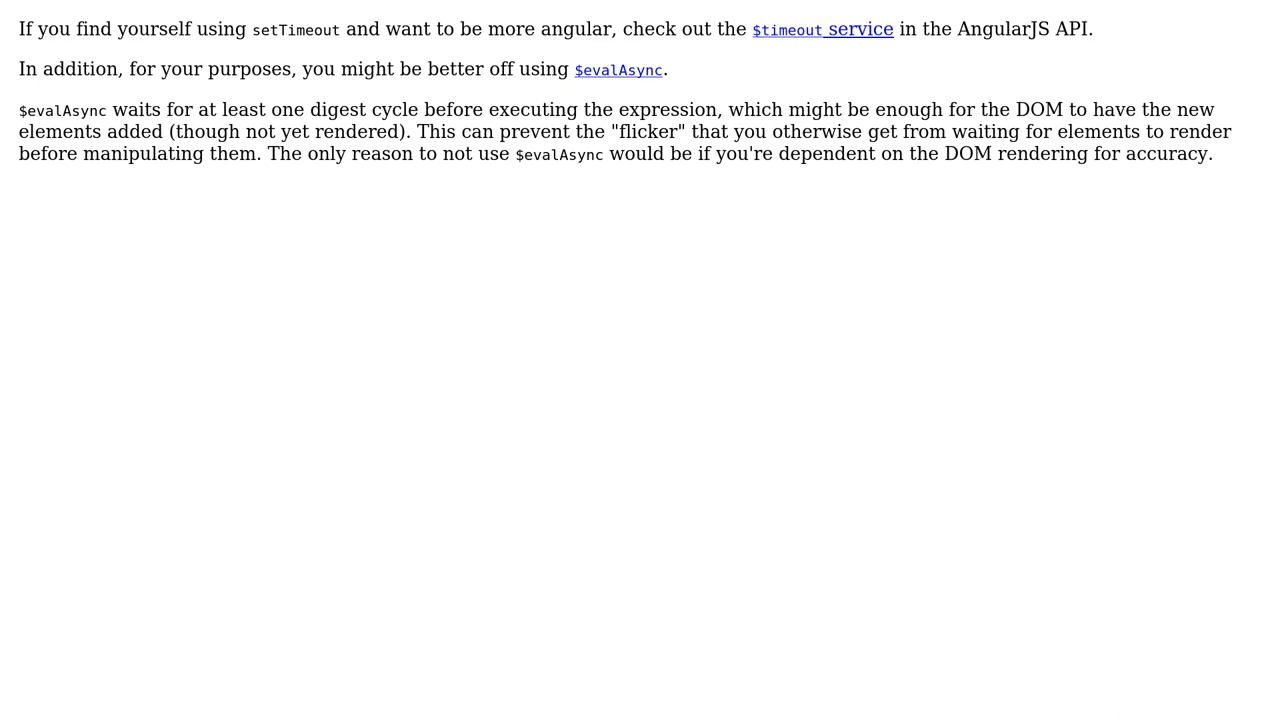 If you find yourself using setTimeout and want to be more angular, check out the $timeout service in the AngularJS API.
In addition, for your purposes, you might be better off using $evalAsync.
$evalAsync waits for at least one digest cycle before executing the expression, which might be enough for the DOM to have the new
elements added (though not yet rendered). This can prevent the "flicker" that you otherwise get from waiting for elements to render
before manipulating them. The only reason to not use $evalAsync would be if you're dependent on the DOM rendering for accuracy.